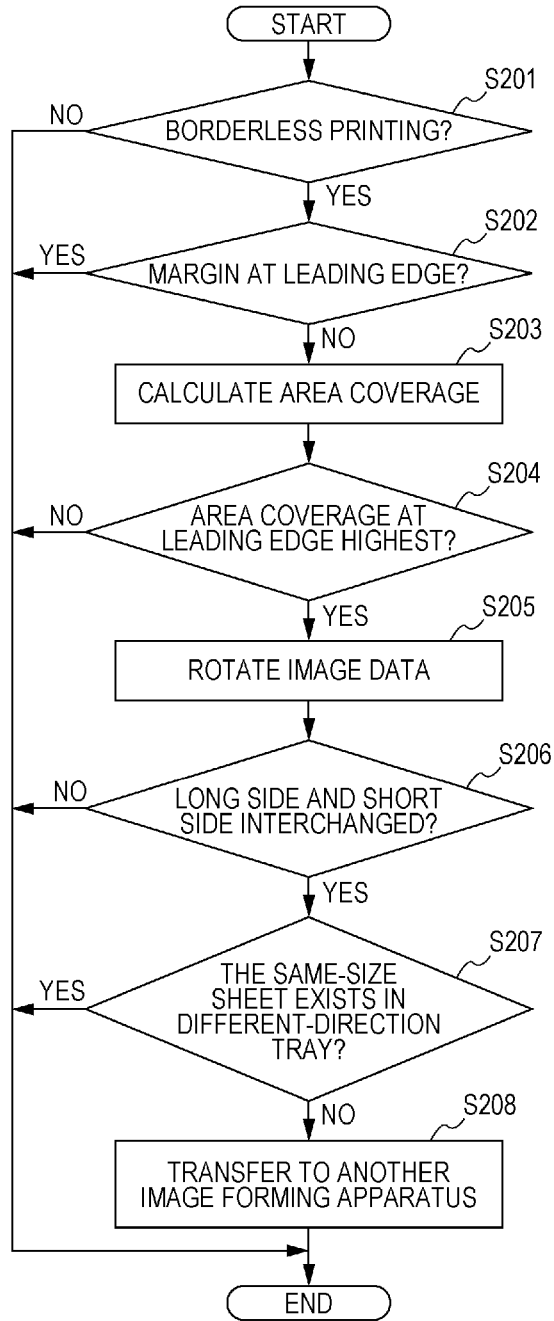 START
S201
NO
BORDERLESS PRINTING?
YES
S202
YES
MARGIN AT LEADING EDGE?
NO
S203
CALCULATE AREA COVERAGE
S204
NO
AREA COVERAGE AT
LEADING EDGE HIGHEST?
YES
S205
ROTATE IMAGE DATA
S206
NO
LONG SIDE AND SHORT
SIDE INTERCHANGED?
YES
S207
YES
THE SAME-SIZE
SHEET EXISTS IN
DIFFERENT-DIRECTION
TRAY?
NO
S208
TRANSFER TO ANOTHER
IMAGE FORMING APPARATUS
END